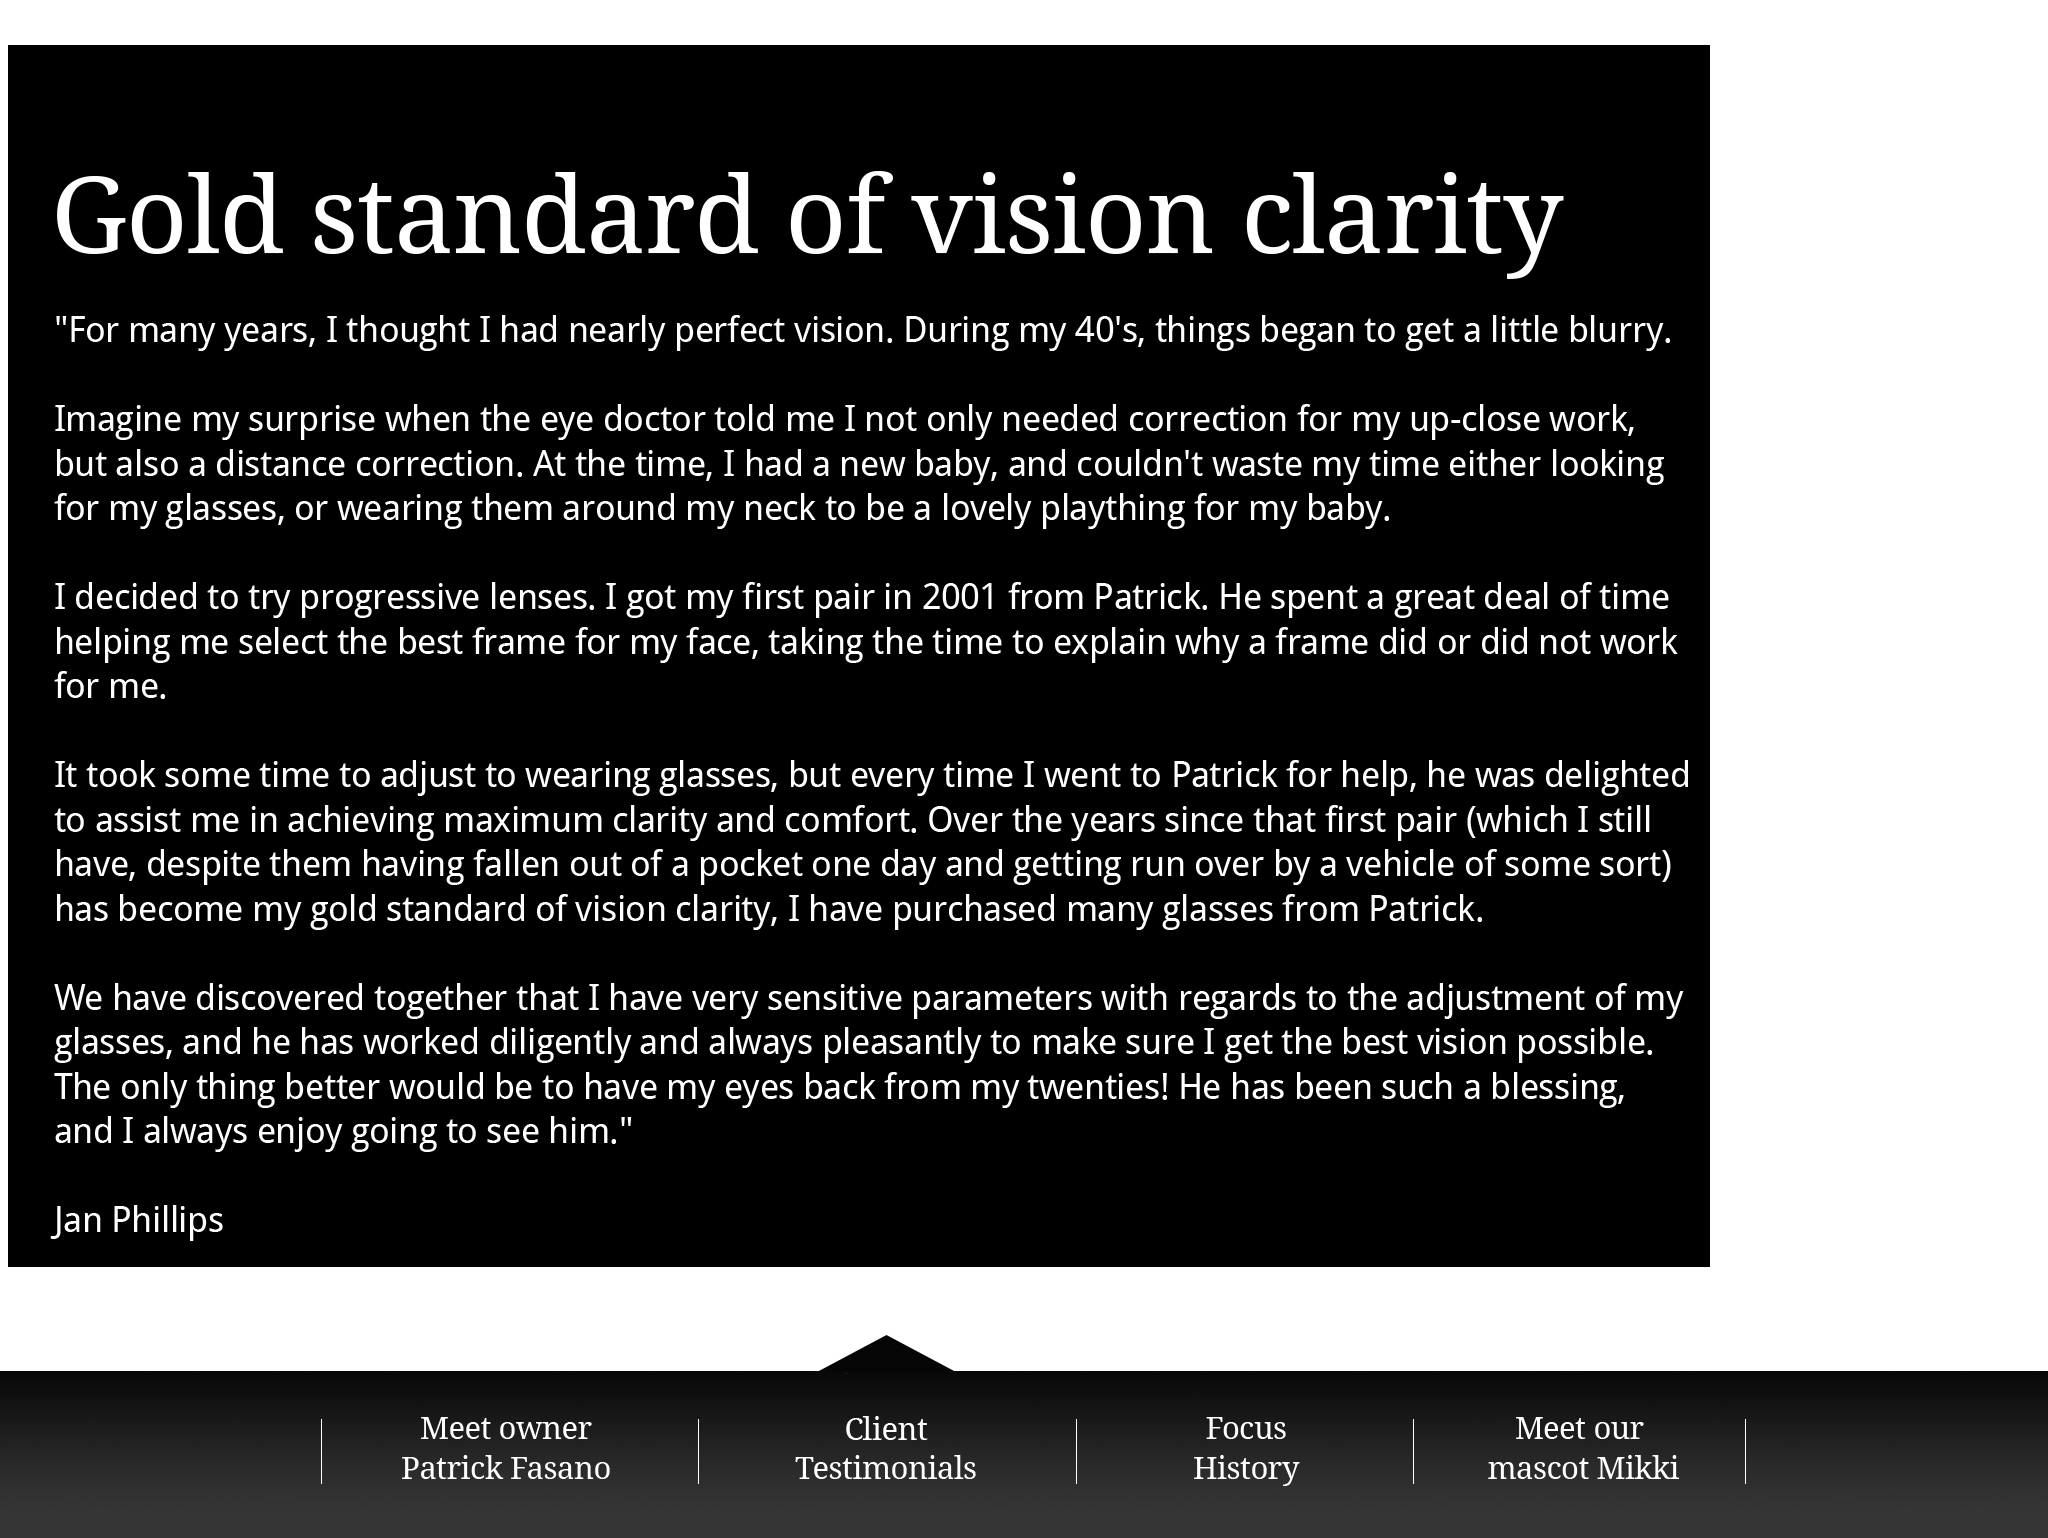 Gold standard of vision clarity
"For many years, I thought I had nearly perfect vision. During my 40's, things began to get a little blurry.
Imagine my surprise when the eye doctor told me I not only needed correction for my up-close work,
but also a distance correction. At the time, I had a new baby, and couldn't waste my time either looking
for my glasses, or wearing them around my neck to be a lovely plaything for my baby.
I decided to try progressive lenses. I got my first pair in 2001 from Patrick. He spent a great deal of time
helping me select the best frame for my face, taking the time to explain why a frame did or did not work
for me.
It took some time to adjust to wearing glasses, but every time I went to Patrick for help, he was delighted
to assist me in achieving maximum clarity and comfort. Over the years since that first pair (which I still
have, despite them having fallen out of a pocket one day and getting run over by a vehicle of some sort)
has become my gold standard of vision clarity, I have purchased many glasses from Patrick.
We have discovered together that I have very sensitive parameters with regards to the adjustment of my
glasses, and he has worked diligently and always pleasantly to make sure I get the best vision possible.
The only thing better would be to have my eyes back from my twenties! He has been such a blessing,
and I always enjoy going to see him."
Jan Phillips
Meet owner
Patrick Fasano
Client
Testimonials
Focus
History
Meet our
mascot Mikki